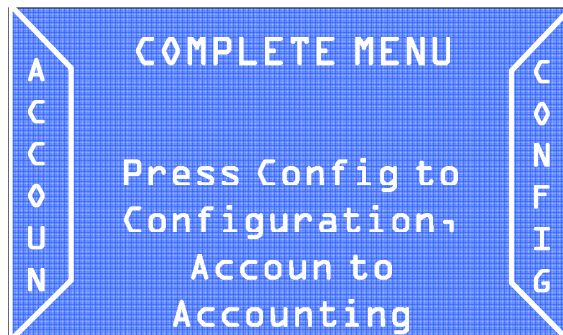 COMPLETE MENU
ACCOUN
CONFIG
Press Config to
Configuration,
Accoun to
Accounting